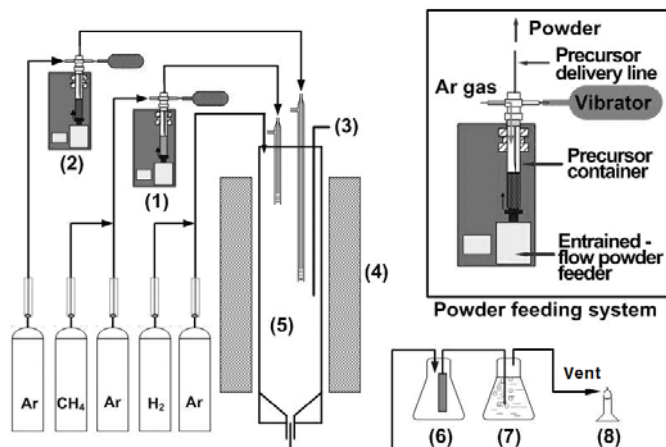 (2)
(1)
(3)
(4)
(5)
Ar
CH₄
Ar
H₂
Ar
Powder
Precursor
delivery line
Ar gas
Vibrator
Precursor
container
Entrained -
flow powder
feeder
Powder feeding system
Vent
(6)
(7)
(8)